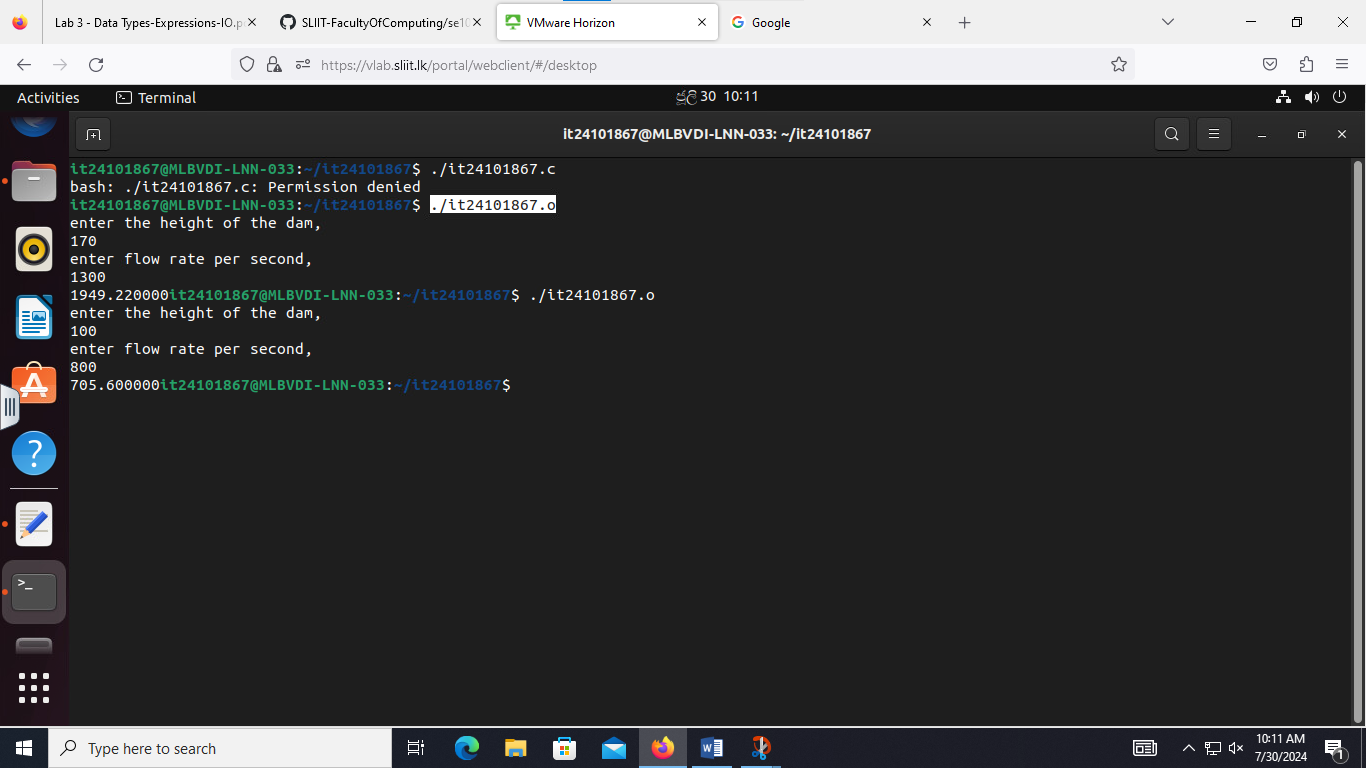 Lab 3 - Data Types-Expressions-IO.p
SLIIT-FacultyOfComputing/se10
VMware Horizon
Google
https://vlab.sliit.lk/portal/webclient/#/desktop
Activities
Terminal
ජූලි 30 10:11
it24101867@MLBVDI-LNN-033: ~/it24101867
it24101867@MLBVDI-LNN-033:~/it24101867$ ./it24101867.c
bash: ./it24101867.c: Permission denied
it24101867@MLBVDI-LNN-033:~/it24101867$ ./it24101867.o
enter the height of the dam,
170
enter flow rate per second,
1300
1949.220000it24101867@MLBVDI-LNN-033:~/it24101867$ ./it24101867.o
enter the height of the dam,
100
enter flow rate per second,
800
705.600000it24101867@MLBVDI-LNN-033:~/it24101867$
Type here to search
10:11 AM
7/30/2024
1